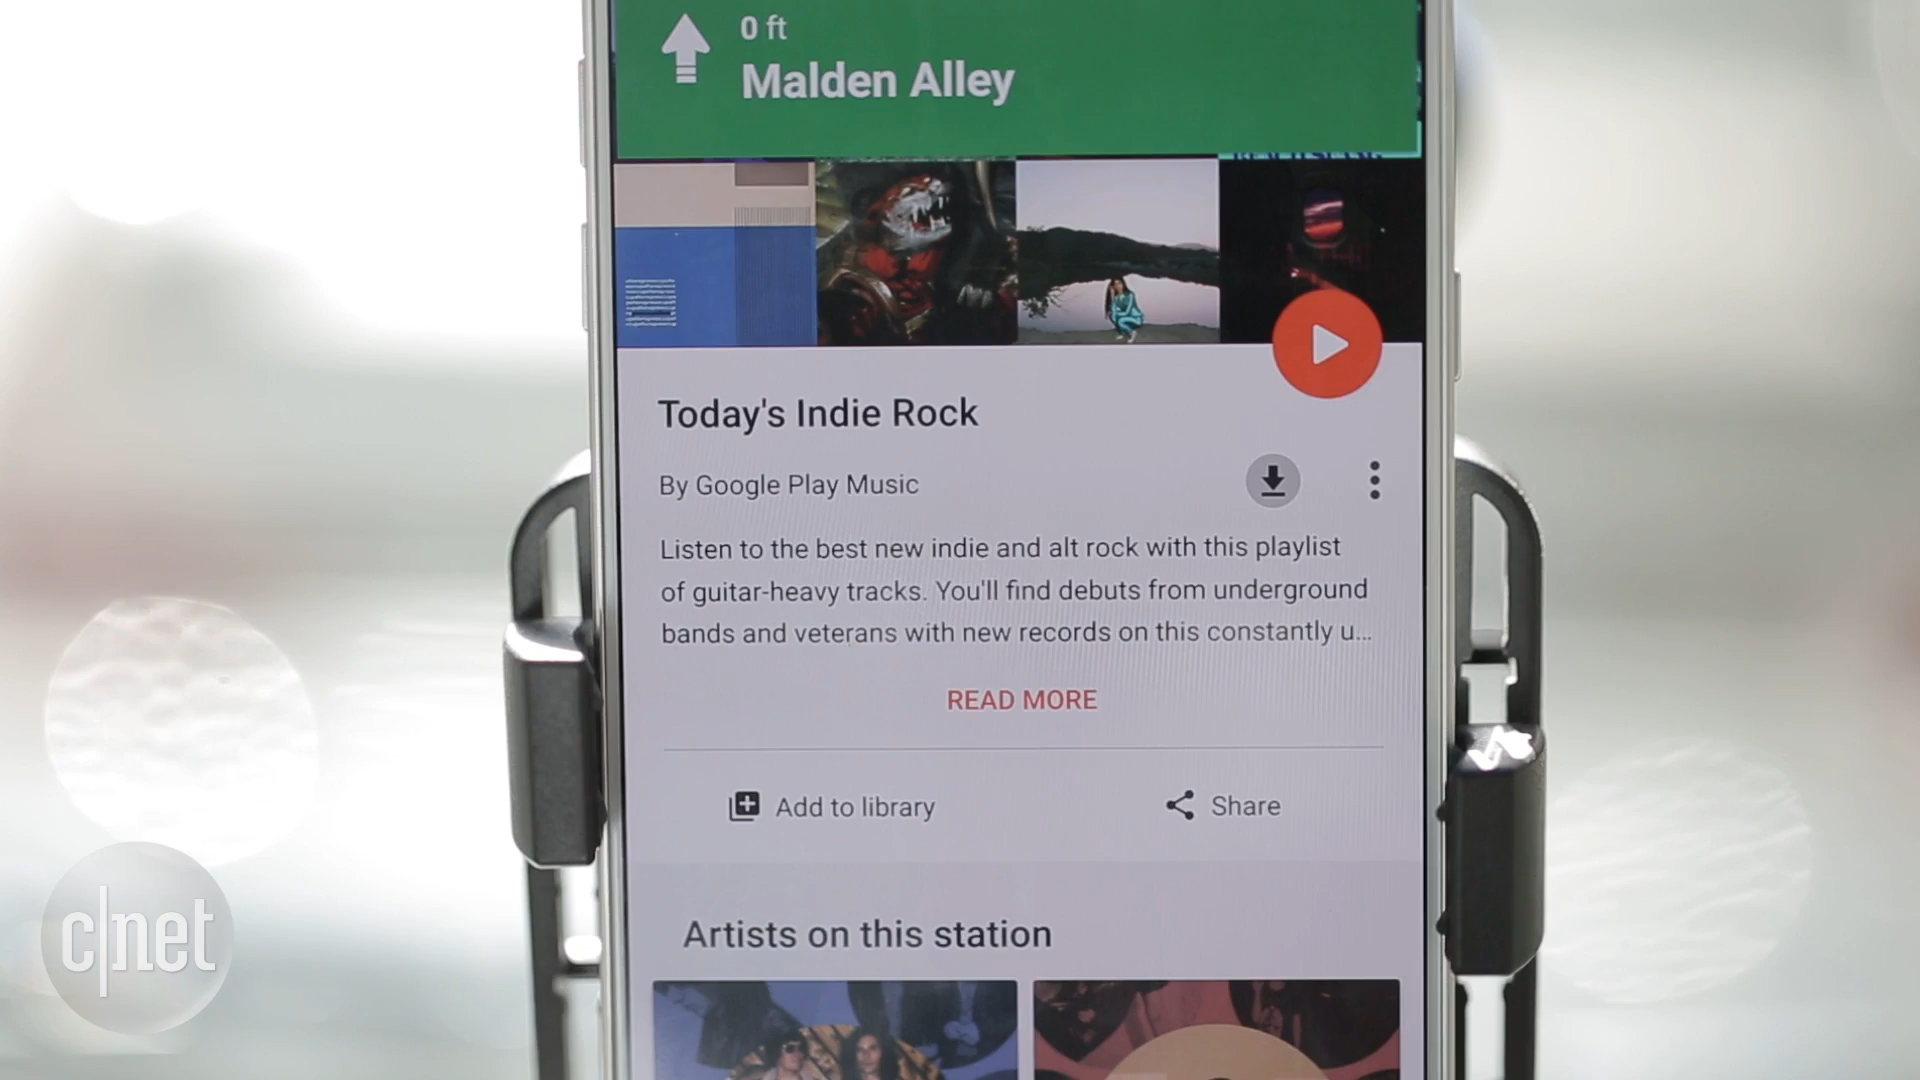 0 ft
Malden Alley
Today's Indie Rock
By Google Play Music
Listen to the best new indie and alt rock with this playlist
of guitar-heavy tracks. You'll find debuts from underground
bands and veterans with new records on this constantly u...
READ MORE
Add to library
Share
Artists on this station
c|net